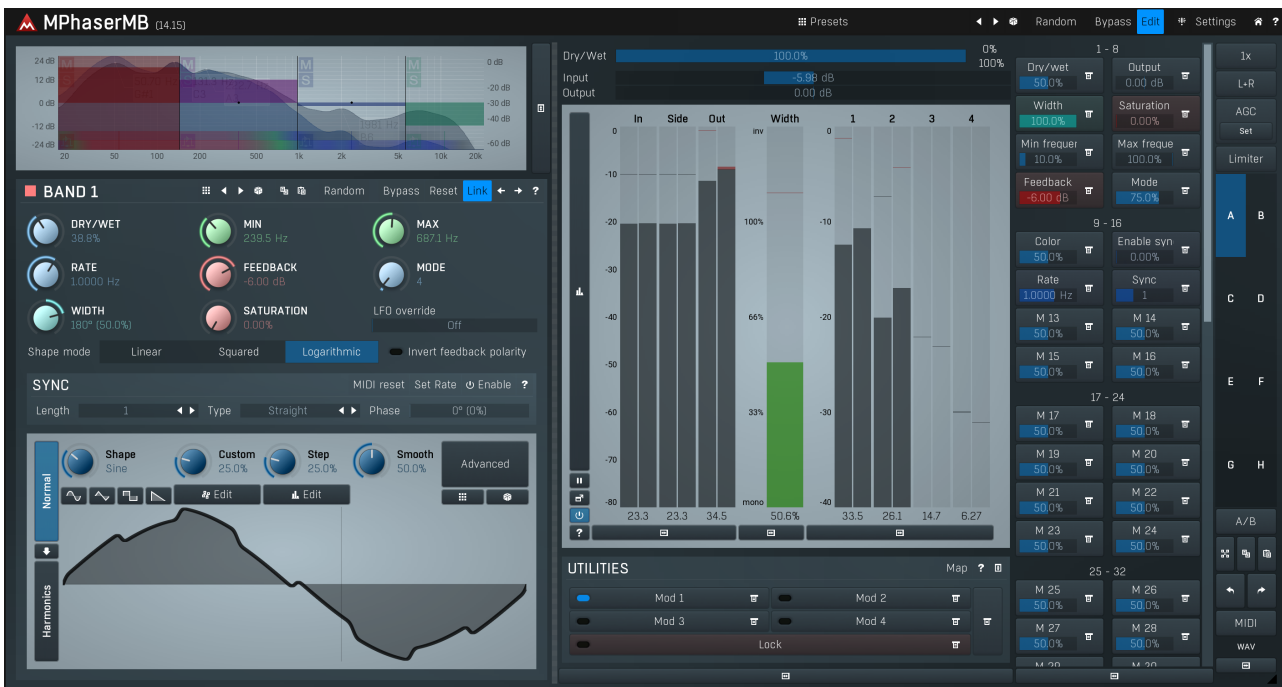 MPhaserMB (14.15)
Presets
Random Bypass Edit Settings ?
24 dB
12 dB
0 dB
-12 dB
-24 dB
0 dB
-20 dB
-30 dB
-40 dB
-60 dB
M M M M
S S
20 50 100 200 500 1k 2k 5k 10k 20k
BAND 1
Random Bypass Reset Link ?
DRY/WET
38.8%
MIN
239.5 Hz
MAX
687.1 Hz
RATE
1.0000 Hz
FEEDBACK
-6.00 dB
MODE
4
WIDTH
180° (50.0%)
SATURATION
0.00%
LFO override
Off
Shape mode Linear Squared Logarithmic Invert feedback polarity
SYNC
MIDI reset Set Rate Enable ?
Length 1 Type Straight Phase 0° (0%)
Normal
Harmonics
Shape
Sine
Custom
25.0%
Step
25.0%
Smooth
50.0%
Advanced
Edit
Edit
Dry/Wet 100.0% 0%
100%
Input -5.98 dB
Output 0.00 dB
In Side Out Width 1 2 3 4
0
-10
-20
-30
-40
-50
-60
-70
-80
inv
100%
66%
33%
mono
0
-10
-20
-30
-40
23.3 23.3 34.5 50.6% 33.5 26.1 14.7 6.27
?
UTILITIES
Map ?
Mod 1 Mod 2
Mod 3 Mod 4
Lock
1 - 8
Dry/wet
50.0%
Output
0.00 dB
Width
100.0%
Saturation
0.00%
Min frequer
10.0%
Max freque
100.0%
Feedback
-6.00 dB
Mode
75.0%
9 - 16
Color
50.0%
Enable syn
0.00%
Rate
1.0000 Hz
Sync
1
M 13
50.0%
M 14
50.0%
M 15
50.0%
M 16
50.0%
17 - 24
M 17
50.0%
M 18
50.0%
M 19
50.0%
M 20
50.0%
M 21
50.0%
M 22
50.0%
M 23
50.0%
M 24
50.0%
25 - 32
M 25
50.0%
M 26
50.0%
M 27
50.0%
M 28
50.0%
M 29
M 30
1x
L+R
AGC
Set
Limiter
A B
C D
E F
G H
A/B
MIDI
WAV